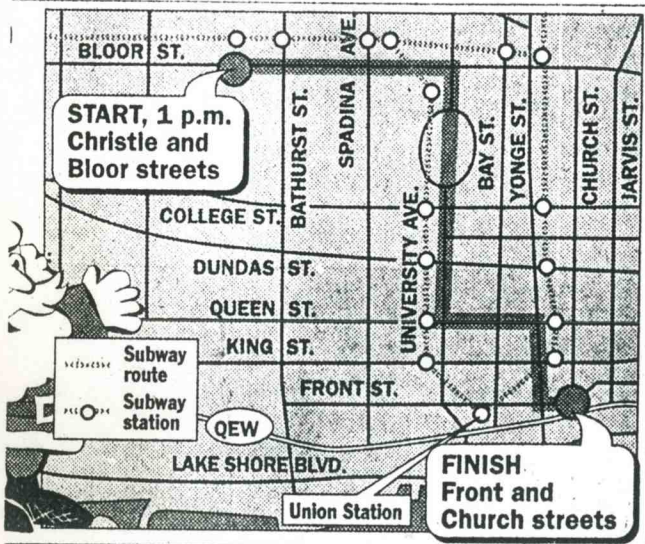 BLOOR ST.
START, 1 p.m.
Christie and
Bloor streets
BATHURST ST.
SPADINA AVE.
UNIVERSITY AVE.
BAY ST.
YONGE ST.
CHURCH ST.
JARVIS ST.
COLLEGE ST.
DUNDAS ST.
QUEEN ST.
KING ST.
FRONT ST.
Subway
route
Subway
station
QEW
LAKE SHORE BLVD.
Union Station
FINISH
Front and
Church streets